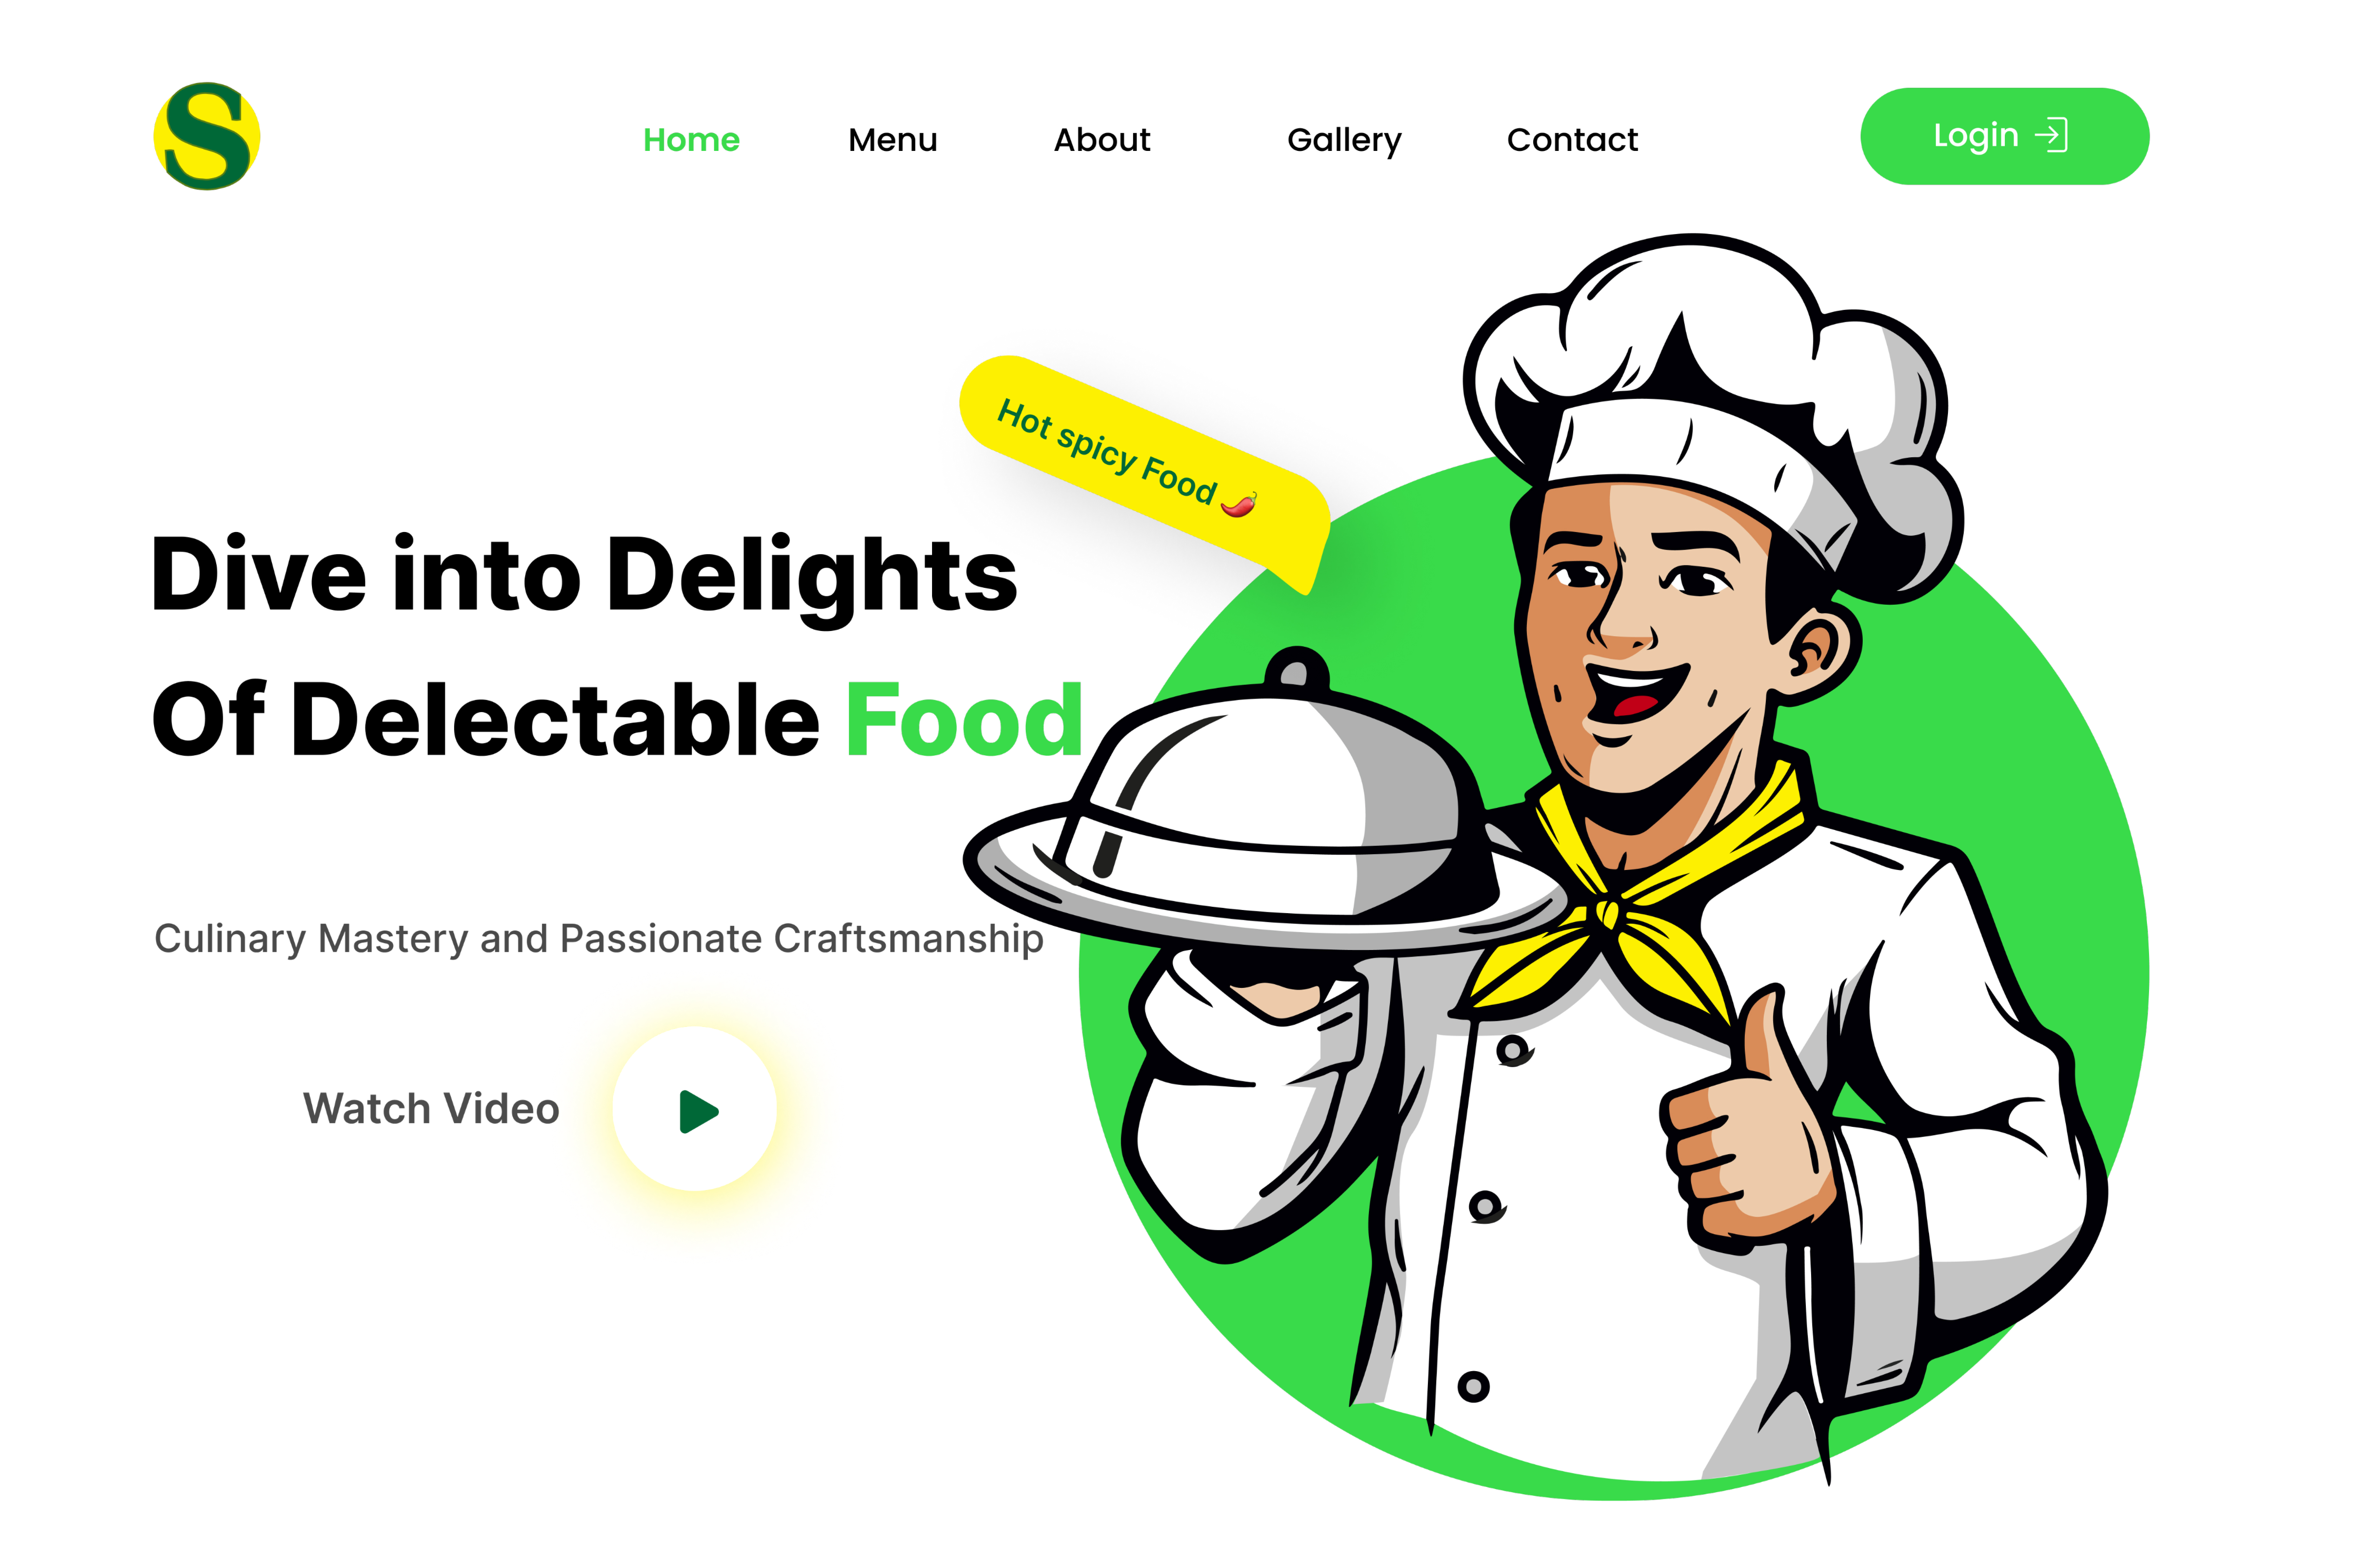 S
Home Menu About Gallery Contact Login
Hot spicy Food 🌶️
Dive into Delights
Of Delectable Food
Culinary Mastery and Passionate Craftsmanship
Watch Video